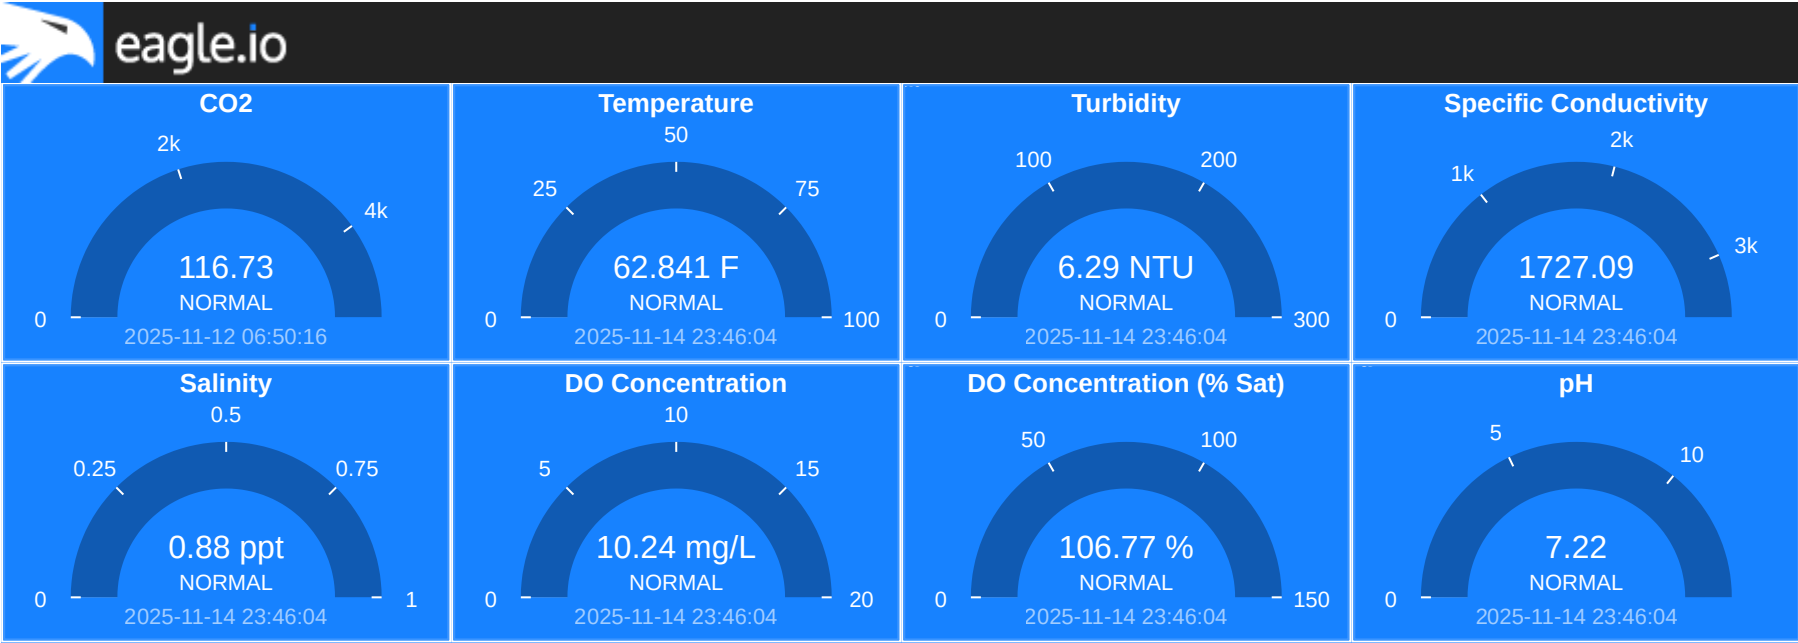 eagle.io
CO2
2k
4k
116.73
NORMAL
0
2025-11-12 06:50:16
Temperature
50
25
75
62.841 F
NORMAL
0
100
2025-11-14 23:46:04
Turbidity
100
200
6.29 NTU
NORMAL
0
300
2025-11-14 23:46:04
Specific Conductivity
2k
1k
3k
1727.09
NORMAL
0
2025-11-14 23:46:04
Salinity
0.5
0.25
0.75
0.88 ppt
NORMAL
0
1
2025-11-14 23:46:04
DO Concentration
10
5
15
10.24 mg/L
NORMAL
0
20
2025-11-14 23:46:04
DO Concentration (% Sat)
50
100
106.77 %
NORMAL
0
150
2025-11-14 23:46:04
pH
5
10
7.22
NORMAL
0
2025-11-14 23:46:04